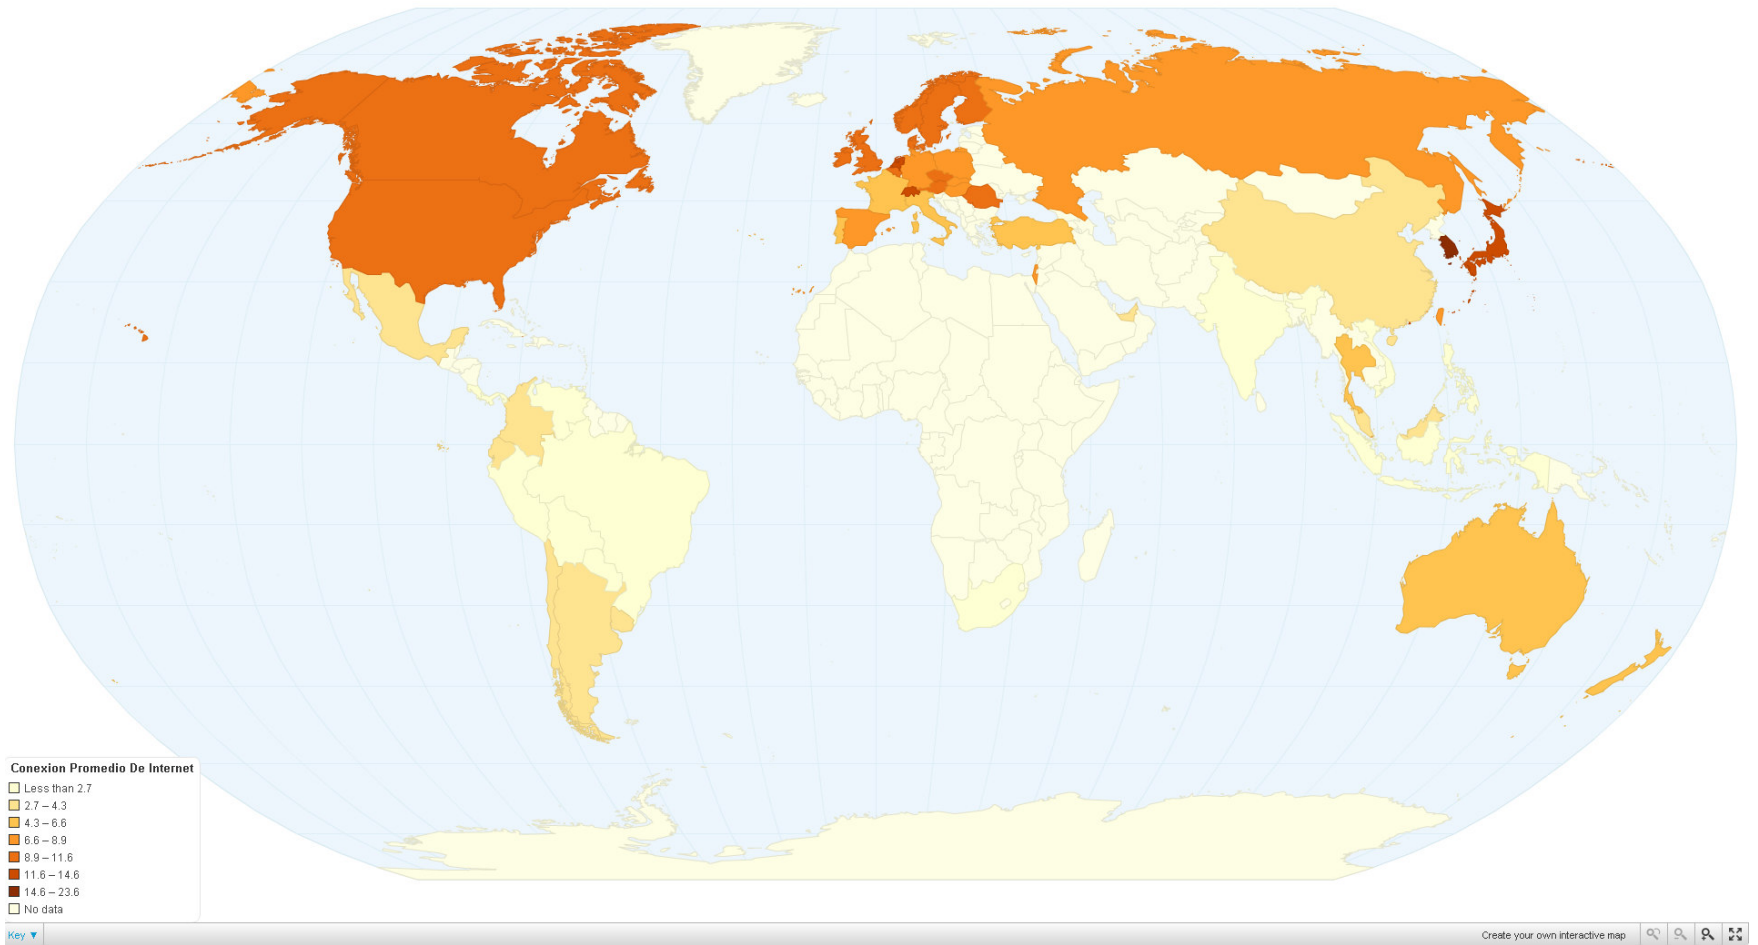 Conexion Promedio De Internet
Less than 2.7
2.7 – 4.3
4.3 – 6.6
6.6 – 8.9
8.9 – 11.6
11.6 – 14.6
14.6 – 23.6
No data
Key ▼
Create your own interactive map